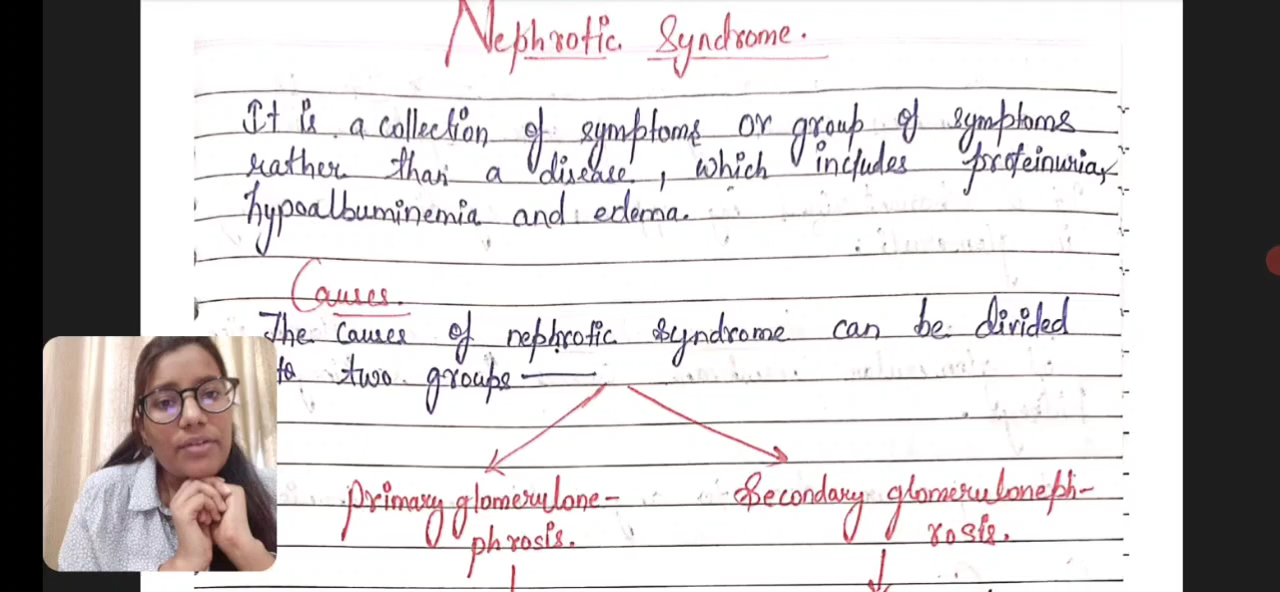 Nephrotic Syndrome.
It is a collection of symptoms or group of symptoms
rather than a disease, which includes proteinuria,
hypoalbuminemia and edema.
Causes.
The causes of nephrotic syndrome can be divided
to two groups —
Primary glomerulone-
phrosis.
Secondary glomeruloneph-
rosis.